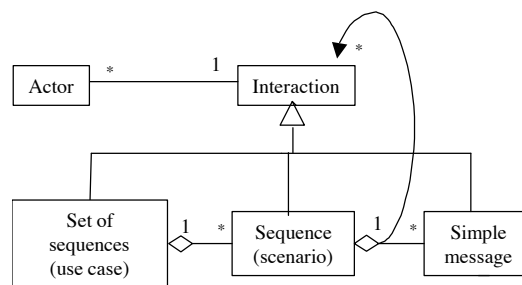 *
Actor
*
1
Interaction
Set of
sequences
(use case)
1
*
Sequence
(scenario)
1
*
Simple
message